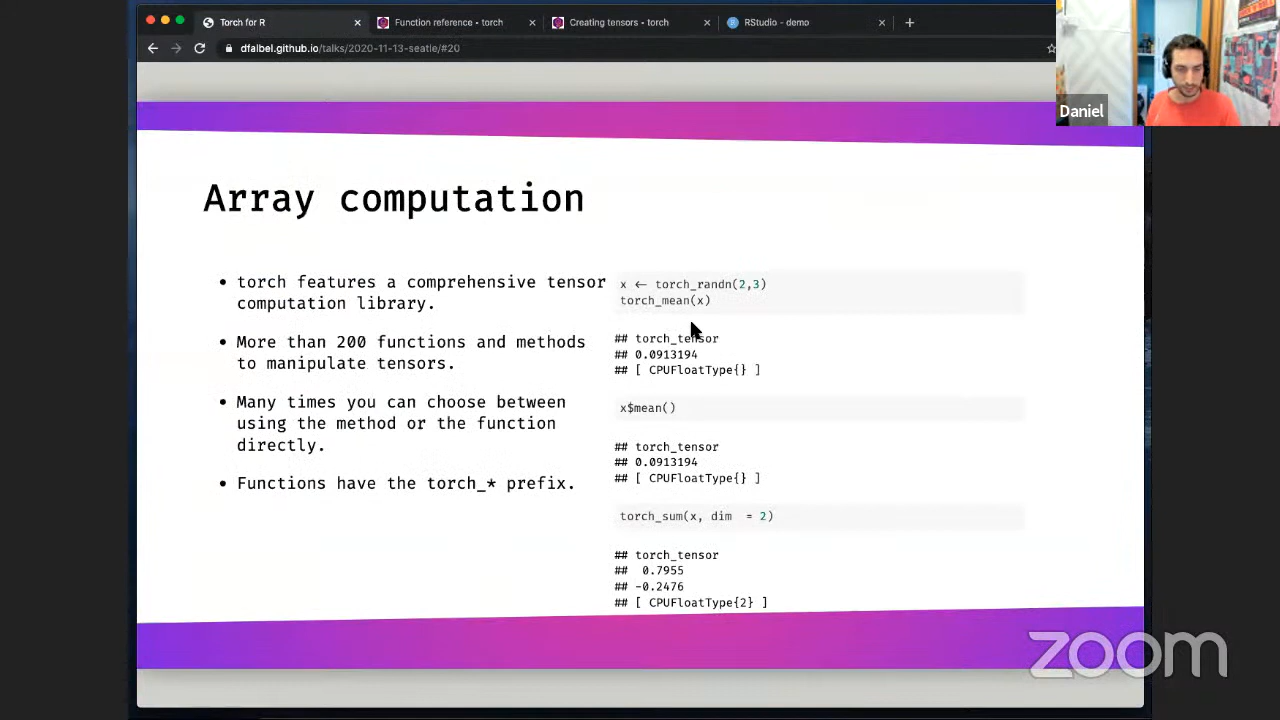 Torch for R
Function reference - torch
Creating tensors - torch
RStudio - demo
dfalbel.github.io/talks/2020-11-13-seatle/#20
Daniel
Array computation
• torch features a comprehensive tensor
computation library.
• More than 200 functions and methods
to manipulate tensors.
• Many times you can choose between
using the method or the function
directly.
• Functions have the torch_* prefix.
x ← torch_randn(2,3)
torch_mean(x)
## torch_tensor
## 0.0913194
## [ CPUFloatType{} ]
x$mean()
## torch_tensor
## 0.0913194
## [ CPUFloatType{} ]
torch_sum(x, dim = 2)
## torch_tensor
## 0.7955
## -0.2476
## [ CPUFloatType{2} ]
zoom